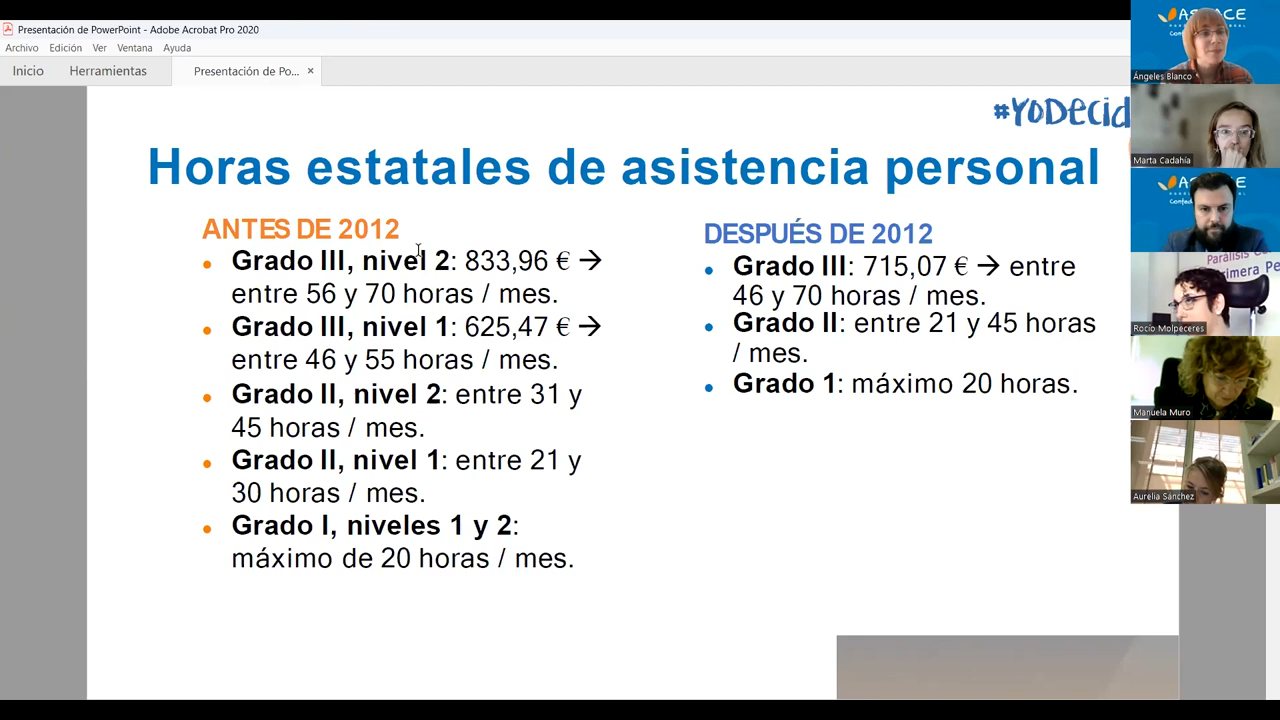 Presentación de PowerPoint - Adobe Acrobat Pro 2020
Archivo Edición Ver Ventana Ayuda
Inicio Herramientas Presentación de Po... ×
#YODecid
Horas estatales de asistencia personal
ANTES DE 2012
• Grado III, nivel 2: 833,96 € →
entre 56 y 70 horas / mes.
• Grado III, nivel 1: 625,47 € →
entre 46 y 55 horas / mes.
• Grado II, nivel 2: entre 31 y
45 horas / mes.
• Grado II, nivel 1: entre 21 y
30 horas / mes.
• Grado I, niveles 1 y 2:
máximo de 20 horas / mes.
DESPUÉS DE 2012
• Grado III: 715,07 € → entre
46 y 70 horas / mes.
• Grado II: entre 21 y 45 horas
/ mes.
• Grado 1: máximo 20 horas.
Ángeles Blanco
Marta Cadahía
Parálisis
Rocío Molpeceres
Manuela Muro
Aurelia Sánchez